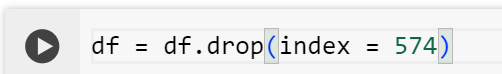 df = df.drop(index = 574)